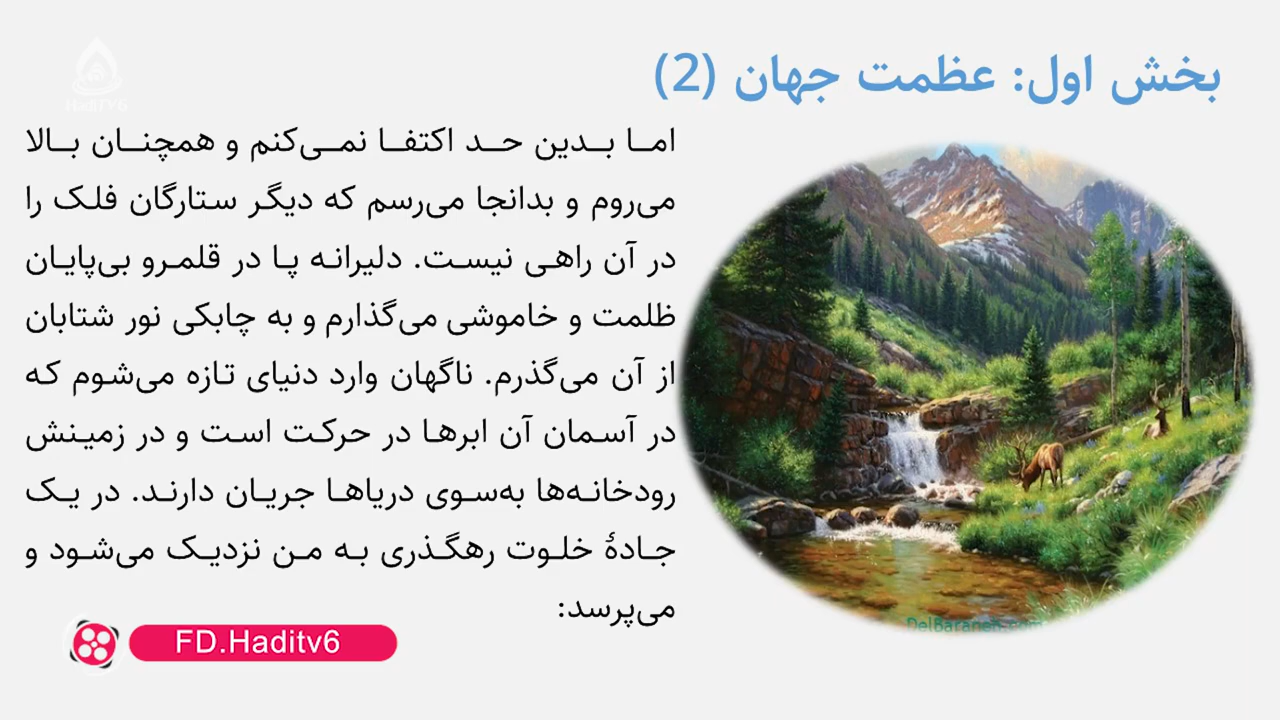 HadiTV6
بخش اول: عظمت جهان (2)
اما بدین حد اکتفا نمی‌کنم و همچنان بالا
می‌روم و بدانجا می‌رسم که دیگر ستارگان فلک را
در آن راهی نیست. دلیرانه پا در قلمرو بی‌پایان
ظلمت و خاموشی می‌گذارم و به چابکی نور شتابان
از آن می‌گذرم. ناگهان وارد دنیای تازه می‌شوم که
در آسمان آن ابرها در حرکت است و در زمینش
رودخانه‌ها به‌سوی دریاها جریان دارند. در یک
جادهٔ خلوت رهگذری به من نزدیک می‌شود و
می‌پرسد:
DelBaraneh.com
FD.Haditv6